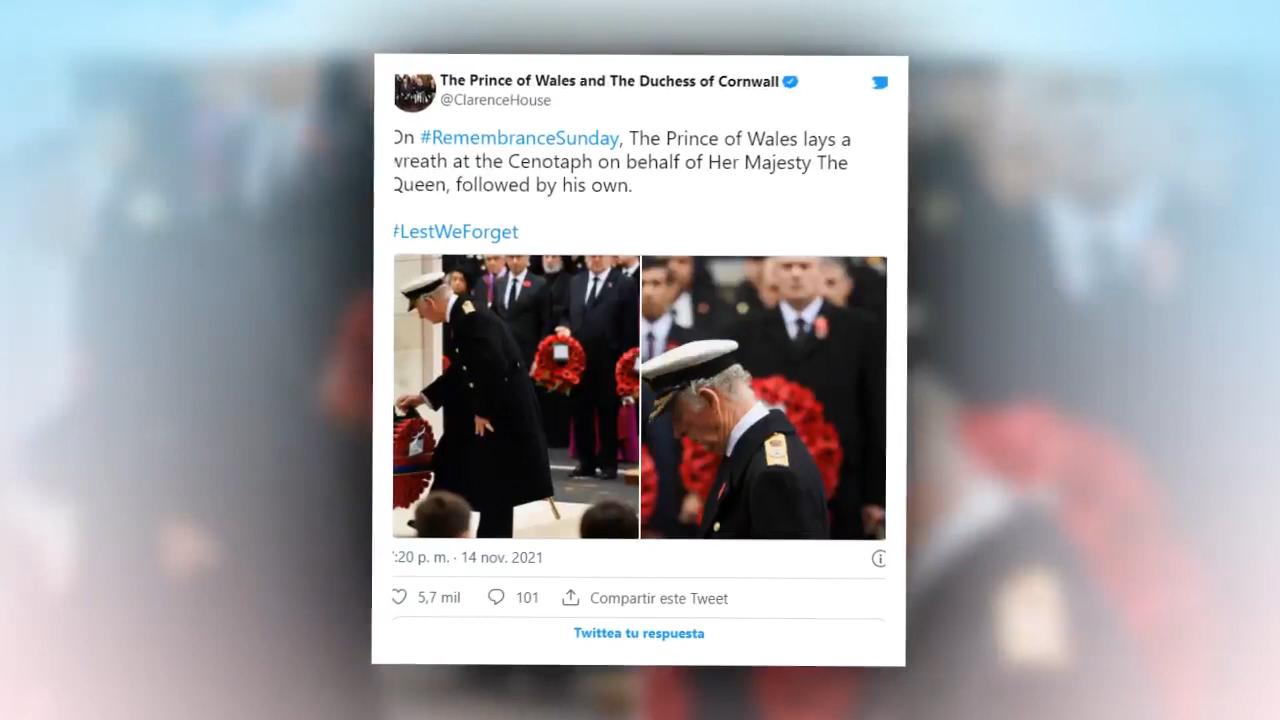 The Prince of Wales and The Duchess of Cornwall
@ClarenceHouse
On #RemembranceSunday, The Prince of Wales lays a
wreath at the Cenotaph on behalf of Her Majesty The
Queen, followed by his own.
#LestWeForget
:20 p. m. · 14 nov. 2021
5,7 mil
101
Compartir este Tweet
Twittea tu respuesta